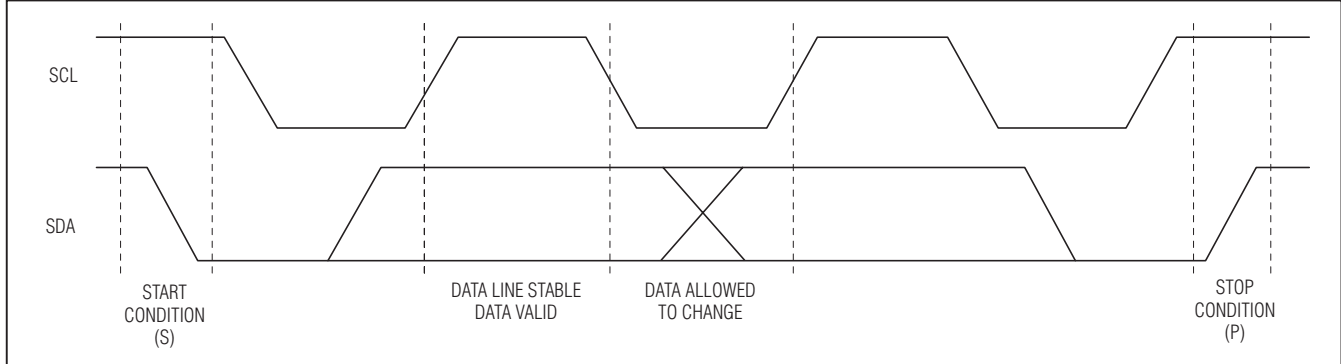 SCL
SDA
START
CONDITION
(S)
DATA LINE STABLE
DATA VALID
DATA ALLOWED
TO CHANGE
STOP
CONDITION
(P)